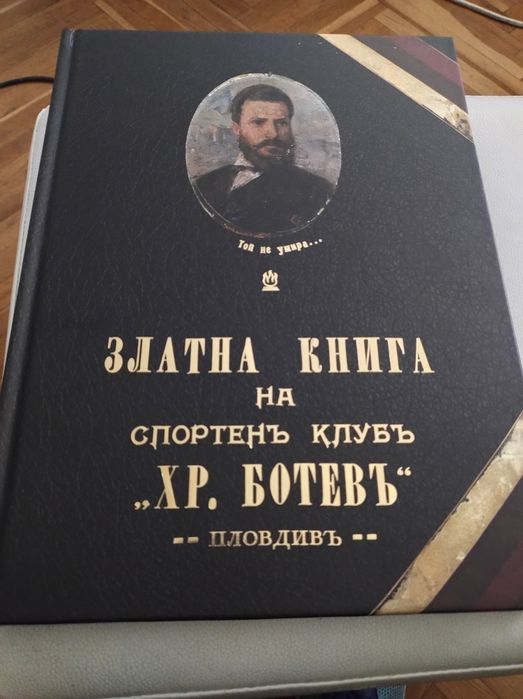 Той не умира...
ЗЛАТНА КНИГА
НА
СПОРТЕНЪ КЛУБЪ
„ХР. БОТЕВЪ“
-- ПЛОВДИВЪ --